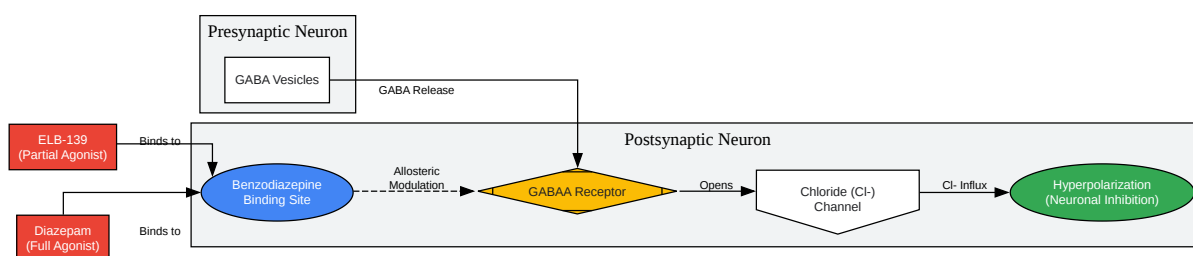 Presynaptic Neuron
GABA Vesicles
GABA Release
Postsynaptic Neuron
ELB-139
(Partial Agonist)
Binds to
Diazepam
(Full Agonist)
Binds to
Benzodiazepine
Binding Site
Allosteric
Modulation
GABAA Receptor
Opens
Chloride (Cl-)
Channel
Cl- Influx
Hyperpolarization
(Neuronal Inhibition)